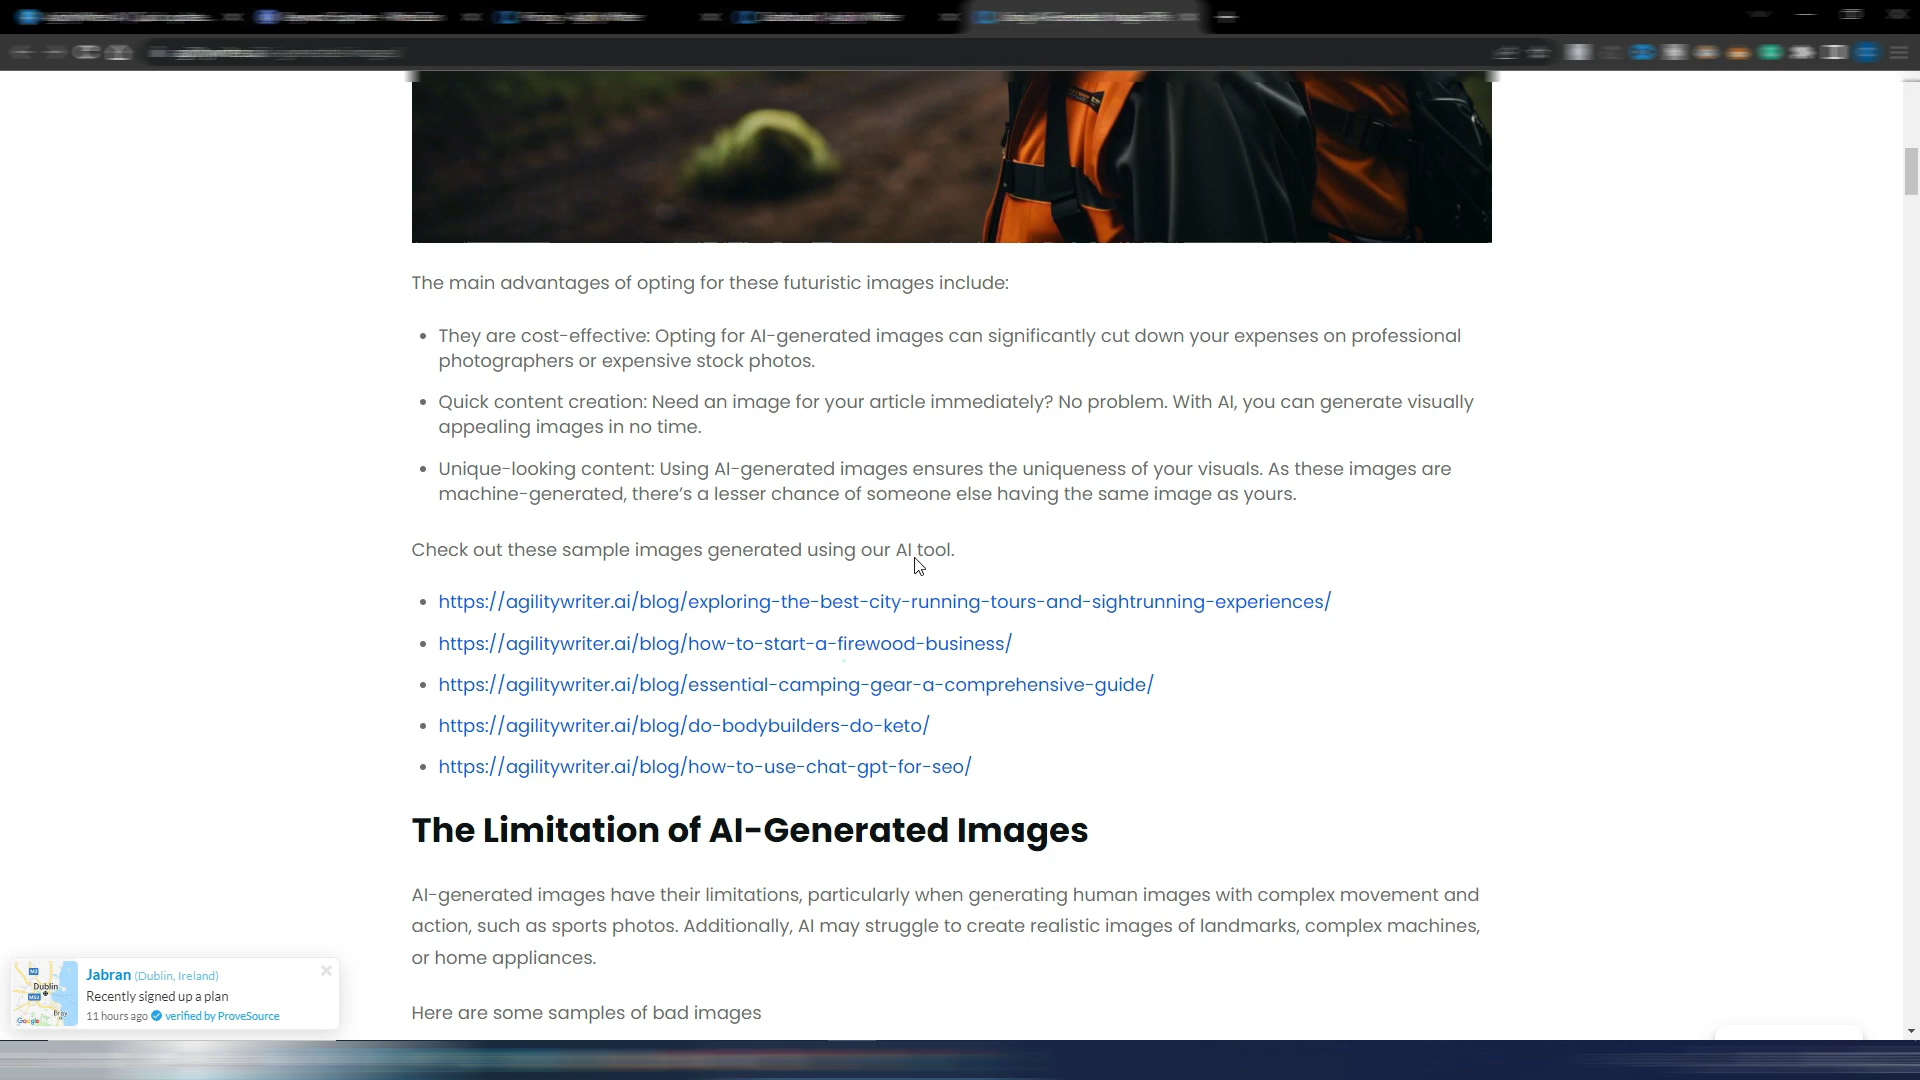 The main advantages of opting for these futuristic images include:
• They are cost-effective: Opting for AI-generated images can significantly cut down your expenses on professional
photographers or expensive stock photos.
• Quick content creation: Need an image for your article immediately? No problem. With AI, you can generate visually
appealing images in no time.
• Unique-looking content: Using AI-generated images ensures the uniqueness of your visuals. As these images are
machine-generated, there's a lesser chance of someone else having the same image as yours.
Check out these sample images generated using our AI tool.
• https://agilitywriter.ai/blog/exploring-the-best-city-running-tours-and-sightrunning-experiences/
• https://agilitywriter.ai/blog/how-to-start-a-firewood-business/
• https://agilitywriter.ai/blog/essential-camping-gear-a-comprehensive-guide/
• https://agilitywriter.ai/blog/do-bodybuilders-do-keto/
• https://agilitywriter.ai/blog/how-to-use-chat-gpt-for-seo/
The Limitation of AI-Generated Images
AI-generated images have their limitations, particularly when generating human images with complex movement and
action, such as sports photos. Additionally, AI may struggle to create realistic images of landmarks, complex machines,
or home appliances.
Here are some samples of bad images
Dublin
Google
Jabran (Dublin, Ireland)
Recently signed up a plan
11 hours ago verified by ProveSource